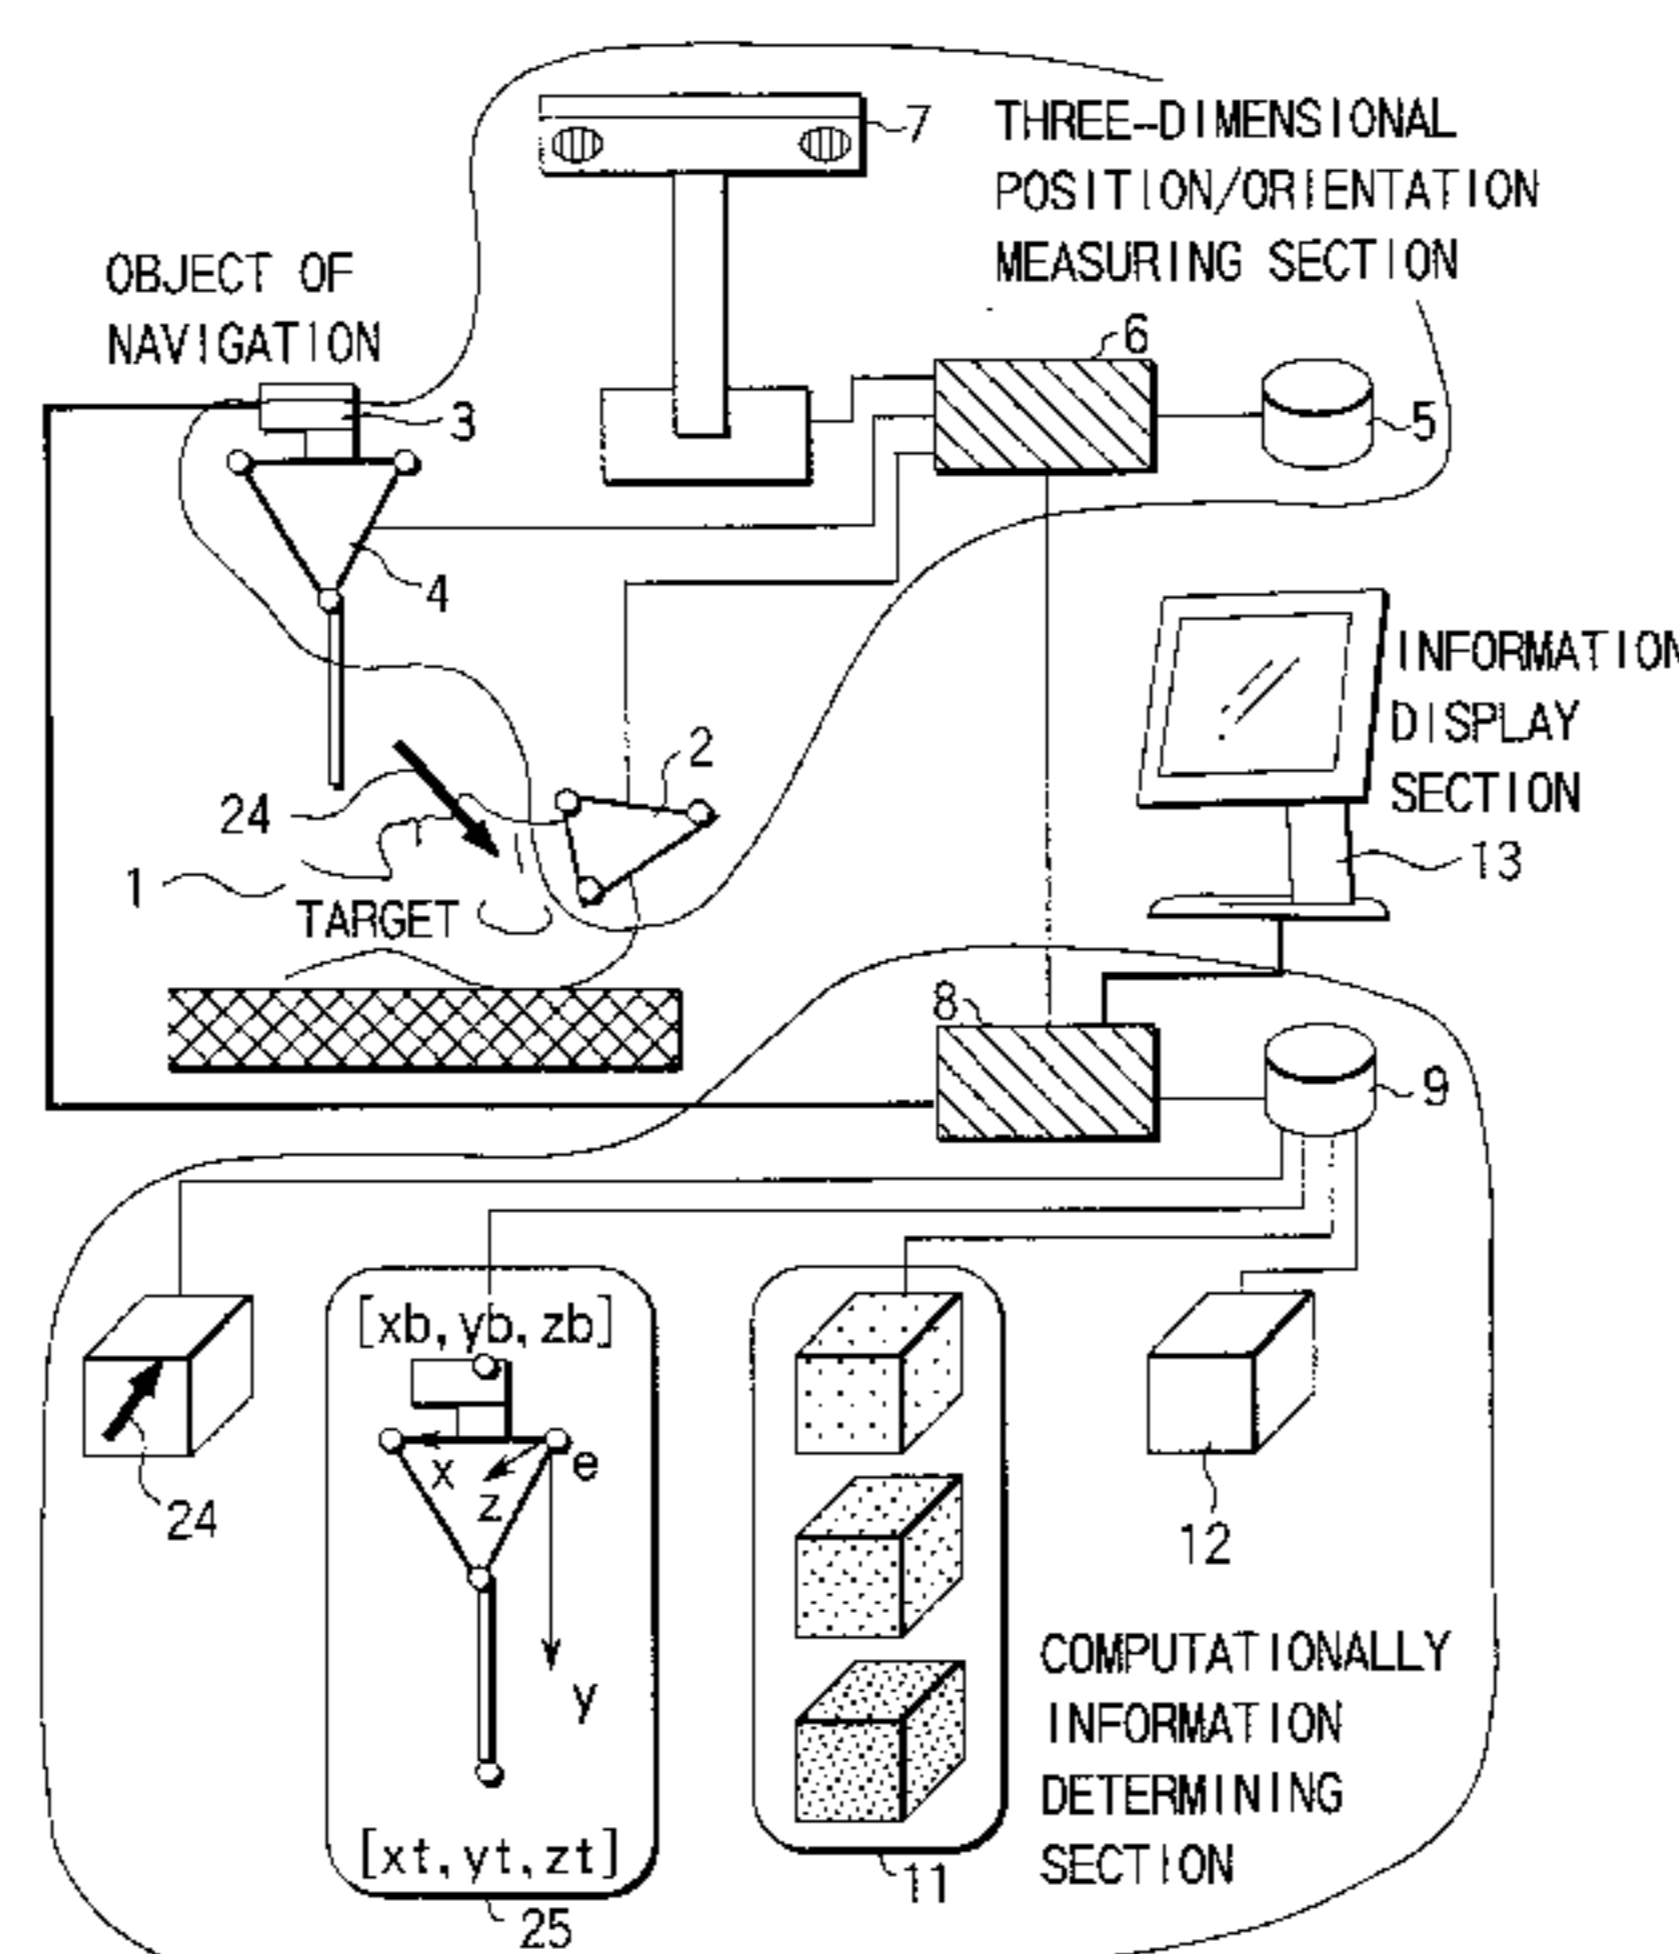 7
THREE-DIMENSIONAL
POSITION/ORIENTATION
MEASURING SECTION
OBJECT OF
NAVIGATION
6
3
5
4
INFORMATION
DISPLAY
SECTION
2
24
13
1
TARGET
8
9
[xb, yb, zb]
x
e
z
24
12
y
COMPUTATIONALLY
INFORMATION
DETERMINING
SECTION
[xt, yt, zt]
11
25